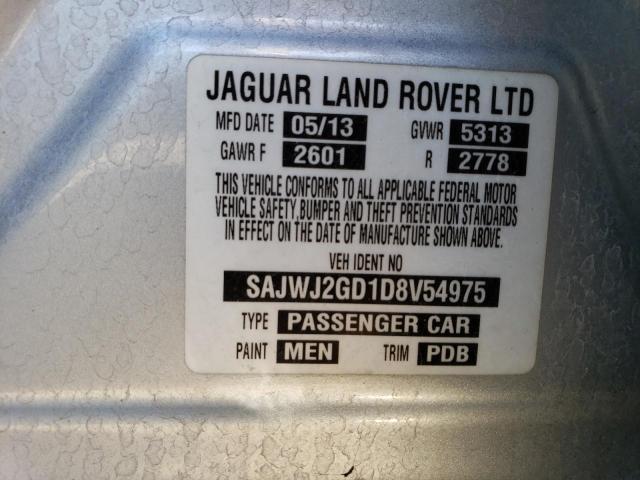 JAGUAR LAND ROVER LTD
MFD DATE 05/13 GVWR 5313
GAWR F 2601 R 2778
THIS VEHICLE CONFORMS TO ALL APPLICABLE FEDERAL MOTOR
VEHICLE SAFETY,BUMPER AND THEFT PREVENTION STANDARDS
IN EFFECT ON THE DATE OF MANUFACTURE SHOWN ABOVE.
VEH IDENT NO
SAJWJ2GD1D8V54975
TYPE PASSENGER CAR
PAINT MEN TRIM PDB